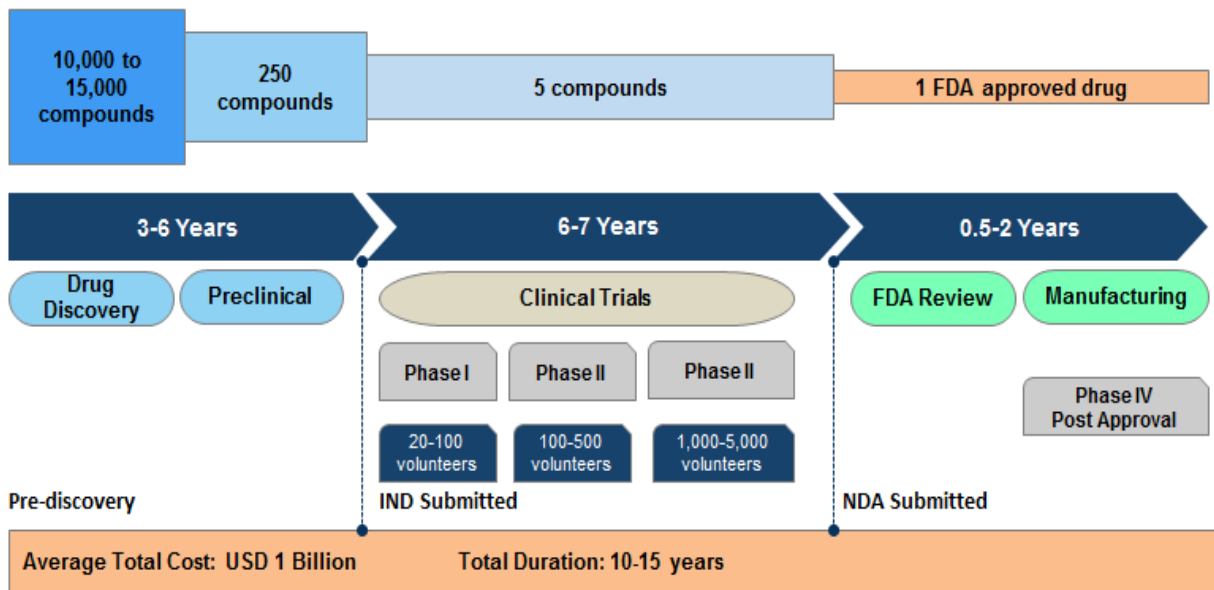 10,000 to
15,000
compounds
250
compounds
5 compounds
1 FDA approved drug
3-6 Years
6-7 Years
0.5-2 Years
Drug
Discovery
Preclinical
Clinical Trials
FDA Review
Manufacturing
Phase I
Phase II
Phase II
Phase IV
Post Approval
20-100
volunteers
100-500
volunteers
1,000-5,000
volunteers
Pre-discovery
IND Submitted
NDA Submitted
Average Total Cost: USD 1 Billion
Total Duration: 10-15 years